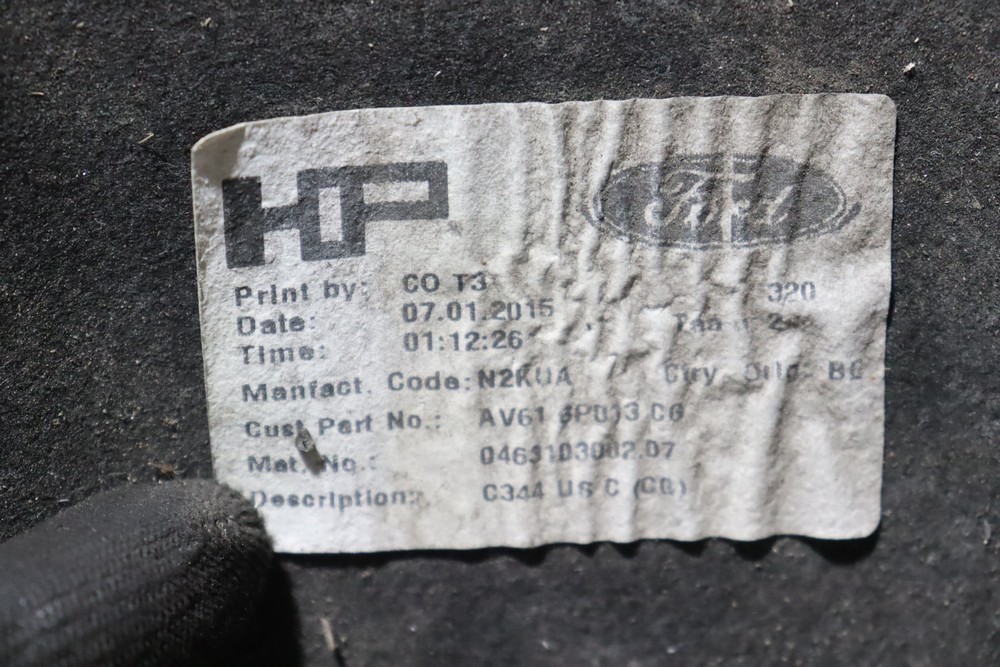 HP Ford
Print by: CO T3 320
Date: 07.01.2015
Time: 01:12:26
Manfact. Code: N2KUA
Cust Part No.: AV61
Mat. No.:
Description: C344 US C